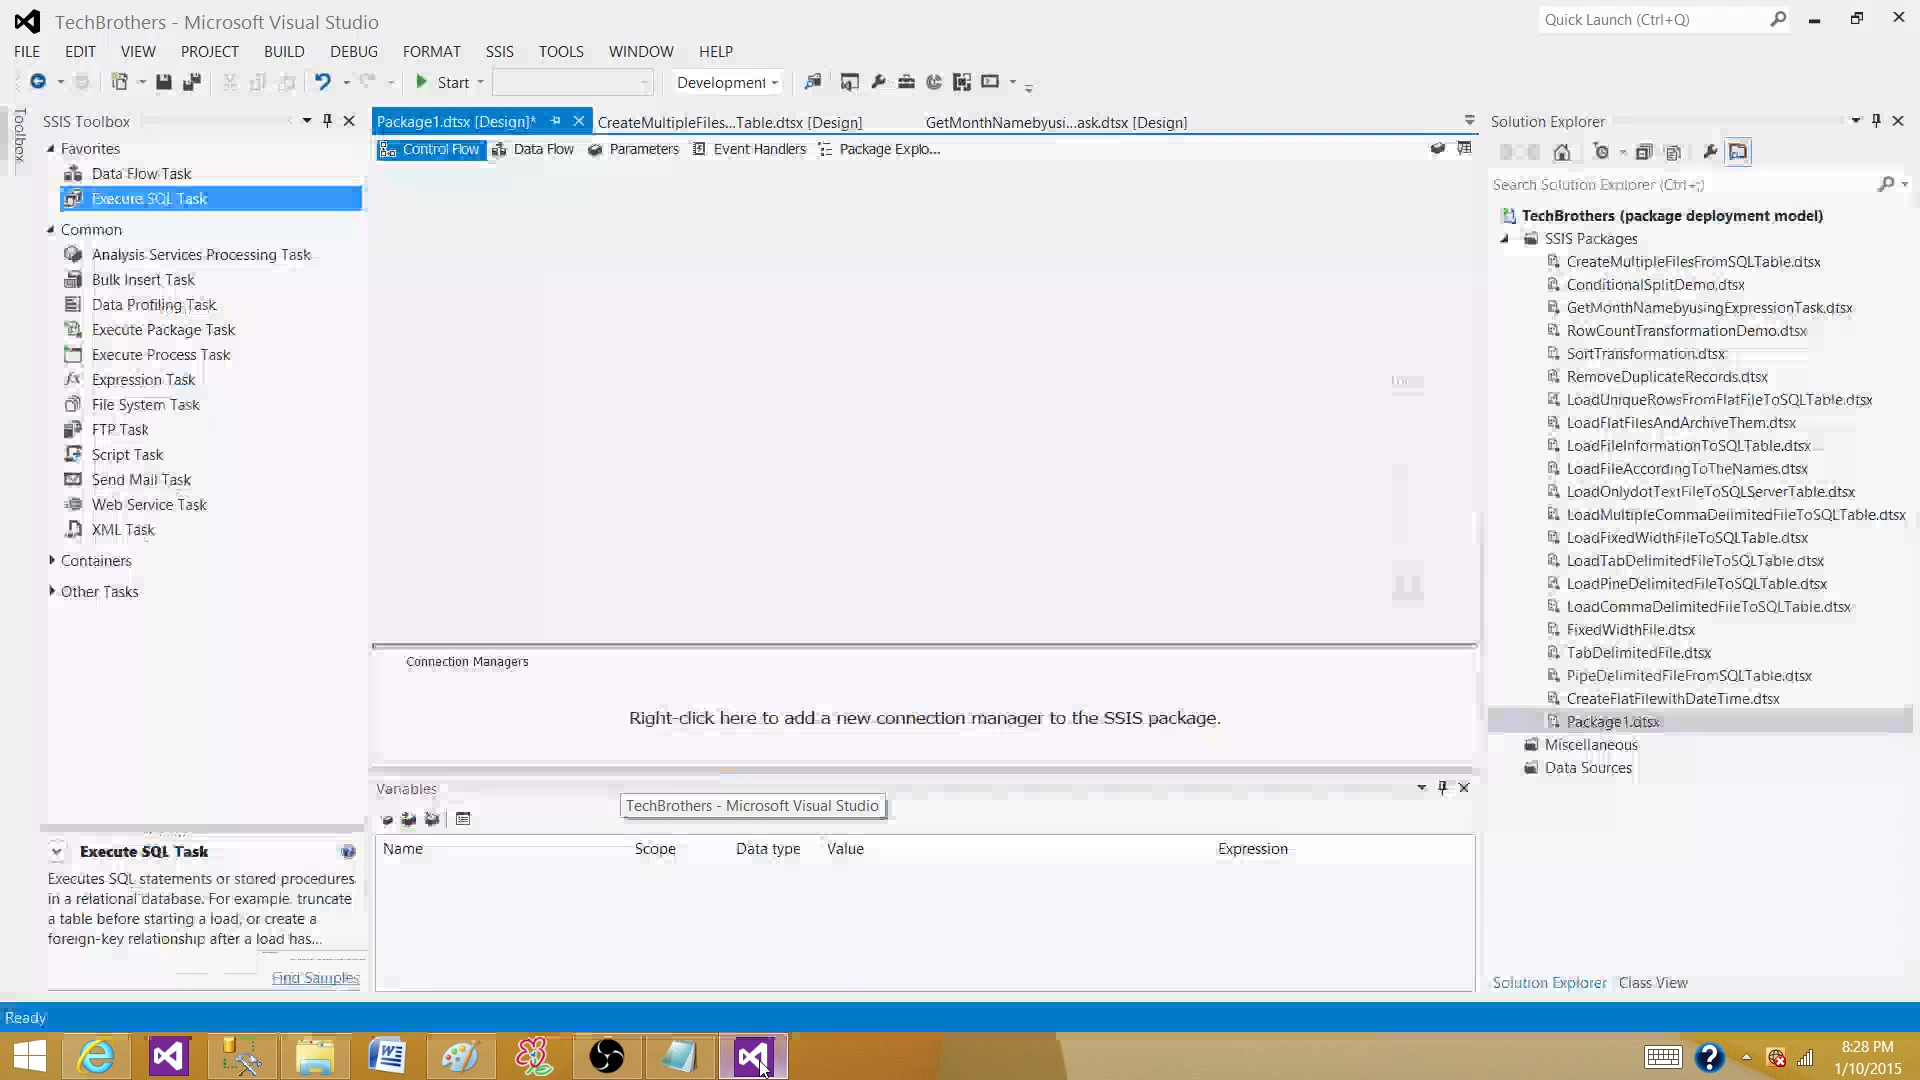 TechBrothers - Microsoft Visual Studio
Quick Launch (Ctrl+Q)
FILE EDIT VIEW PROJECT BUILD DEBUG FORMAT SSIS TOOLS WINDOW HELP
Start Development
Toolbox
SSIS Toolbox
Favorites
Data Flow Task
Execute SQL Task
Common
Analysis Services Processing Task
Bulk Insert Task
Data Profiling Task
Execute Package Task
Execute Process Task
Expression Task
File System Task
FTP Task
Script Task
Send Mail Task
Web Service Task
XML Task
Containers
Other Tasks
Execute SQL Task
Executes SQL statements or stored procedures
in a relational database. For example. truncate
a table before starting a load, or create a
foreign-key relationship after a load has...
Find Samples
Package1.dtsx [Design]* CreateMultipleFiles...Table.dtsx [Design] GetMonthNamebyusi...ask.dtsx [Design]
Control Flow Data Flow Parameters Event Handlers Package Explo...
Connection Managers
Right-click here to add a new connection manager to the SSIS package.
Variables
TechBrothers - Microsoft Visual Studio
Name Scope Data type Value Expression
Solution Explorer
Search Solution Explorer (Ctrl+;)
TechBrothers (package deployment model)
SSIS Packages
CreateMultipleFilesFromSQLTable.dtsx
ConditionalSplitDemo.dtsx
GetMonthNamebyusingExpressionTask.dtsx
RowCountTransformationDemo.dtsx
SortTransformation.dtsx
RemoveDuplicateRecords.dtsx
LoadUniqueRowsFromFlatFileToSQLTable.dtsx
LoadFlatFilesAndArchiveThem.dtsx
LoadFileInformationToSQLTable.dtsx
LoadFileAccordingToTheNames.dtsx
LoadOnlydotTextFileToSQLServerTable.dtsx
LoadMultipleCommaDelimitedFileToSQLTable.dtsx
LoadFixedWidthFileToSQLTable.dtsx
LoadTabDelimitedFileToSQLTable.dtsx
LoadPineDelimitedFileToSQLTable.dtsx
LoadCommaDelimitedFileToSQLTable.dtsx
FixedWidthFile.dtsx
TabDelimitedFile.dtsx
PipeDelimitedFileFromSQLTable.dtsx
CreateFlatFilewithDateTime.dtsx
Package1.dtsx
Miscellaneous
Data Sources
Solution Explorer Class View
Ready
8:28 PM
1/10/2015